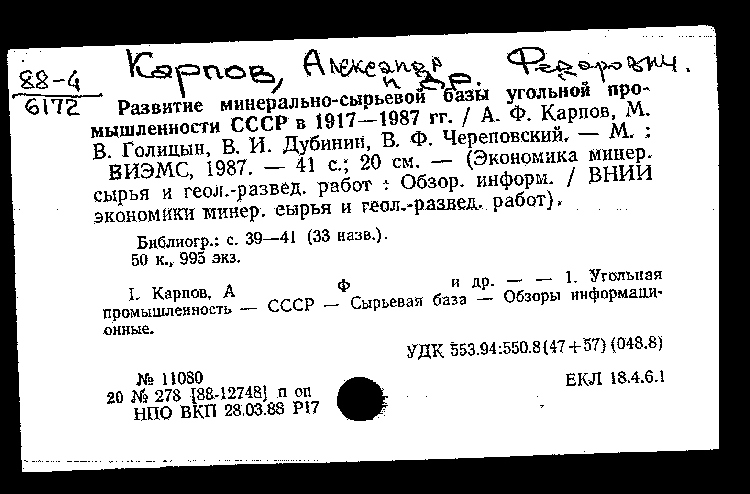 Карпов, Александр Федорович.
и др.
88-4
6172
Развитие минерально-сырьевой базы угольной про-
мышленности СССР в 1917—1987 гг. / А. Ф. Карпов, М.
В. Голицын, В. И. Дубинин, В. Ф. Череповский. — М. :
ВИЭМС, 1987. — 41 с.; 20 см. — (Экономика минер.
сырья и геол.-развед. работ : Обзор. информ. / ВНИИ
экономики минер. сырья и геол.-развед. работ).
Библиогр.: с. 39—41 (33 назв.).
50 к., 995 экз.
I. Карпов, А Ф и др. — — 1. Угольная
промышленность — СССР — Сырьевая база — Обзоры информаци-
онные.
УДК 553.94:550.8(47+57)(048.8)
№ 11080
20 № 278 [88-12748] п оп
НПО ВКП 28.03.88 Р17
ЕКЛ 18.4.6.1